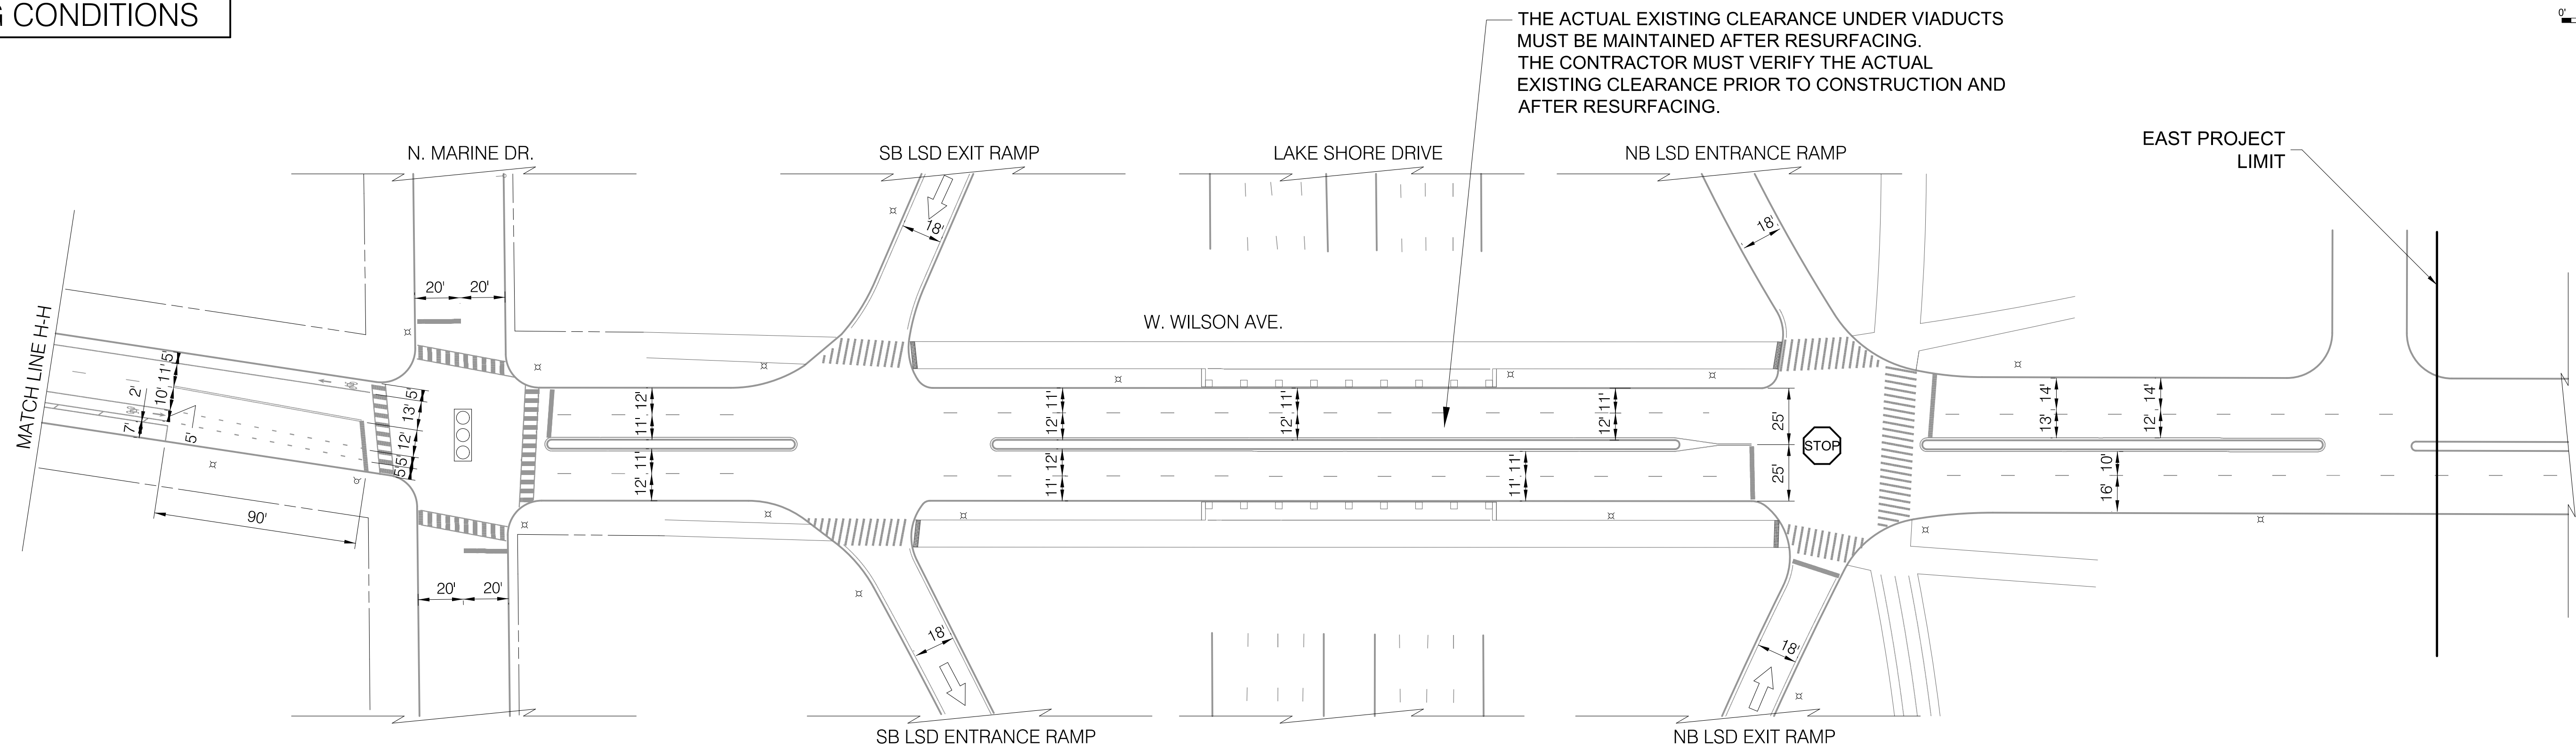 G CONDITIONS
0'
THE ACTUAL EXISTING CLEARANCE UNDER VIADUCTS
MUST BE MAINTAINED AFTER RESURFACING.
THE CONTRACTOR MUST VERIFY THE ACTUAL
EXISTING CLEARANCE PRIOR TO CONSTRUCTION AND
AFTER RESURFACING.
EAST PROJECT
LIMIT
N. MARINE DR.
SB LSD EXIT RAMP
LAKE SHORE DRIVE
NB LSD ENTRANCE RAMP
18'
18'
20' 20'
W. WILSON AVE.
MATCH LINE H-H
5'
11'
10'
2'
7'
5'
90'
5'
13'
12'
5'
5'
12'
11'
11'
12'
11'
12'
12'
11'
11'
12'
11'
12'
11'
11'
25'
25'
STOP
14'
13'
14'
12'
10'
16'
20' 20'
18'
18'
SB LSD ENTRANCE RAMP
NB LSD EXIT RAMP